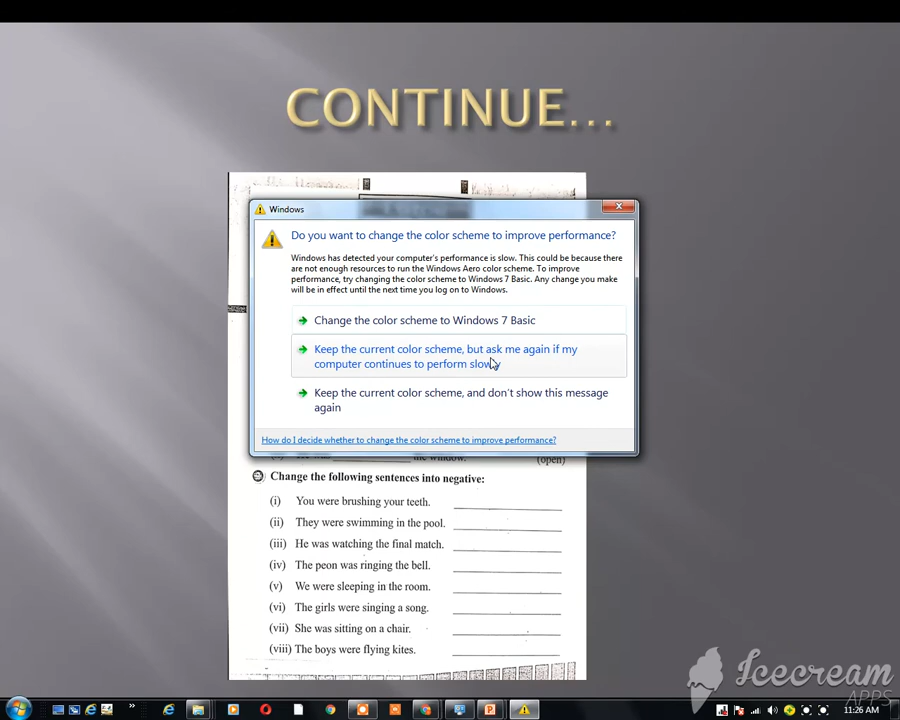 CONTINUE...
Windows
Do you want to change the color scheme to improve performance?
Windows has detected your computer's performance is slow. This could be because there
are not enough resources to run the Windows Aero color scheme. To improve
performance, try changing the color scheme to Windows 7 Basic. Any change you make
will be in effect until the next time you log on to Windows.
Change the color scheme to Windows 7 Basic
Keep the current color scheme, but ask me again if my
computer continues to perform slowly
Keep the current color scheme, and don't show this message
again
How do I decide whether to change the color scheme to improve performance?
the window.
(open)
Change the following sentences into negative:
(i) You were brushing your teeth.
(ii) They were swimming in the pool.
(iii) He was watching the final match.
(iv) The peon was ringing the bell.
(v) We were sleeping in the room.
(vi) The girls were singing a song.
(vii) She was sitting on a chair.
(viii) The boys were flying kites.
Icecream
APPS
11:26 AM